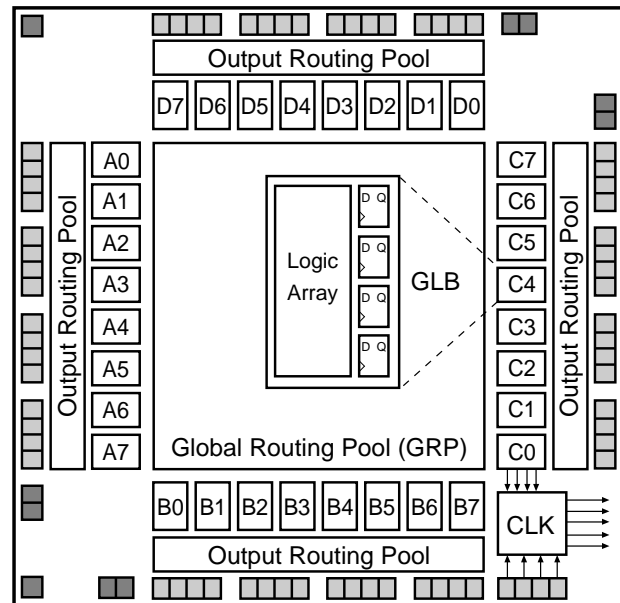 Output Routing Pool
D7 D6 D5 D4 D3 D2 D1 D0
Output Routing Pool
A0
A1
A2
A3
A4
A5
A6
A7
Logic
Array
D Q
D Q
D Q
D Q
GLB
Global Routing Pool (GRP)
C7
C6
C5
C4
C3
C2
C1
C0
Output Routing Pool
B0 B1 B2 B3 B4 B5 B6 B7
Output Routing Pool
CLK